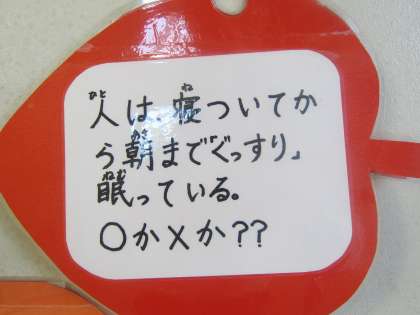 人は、寝ついてか
ら朝まで「ぐっすり」
眠っている。
○か×か??